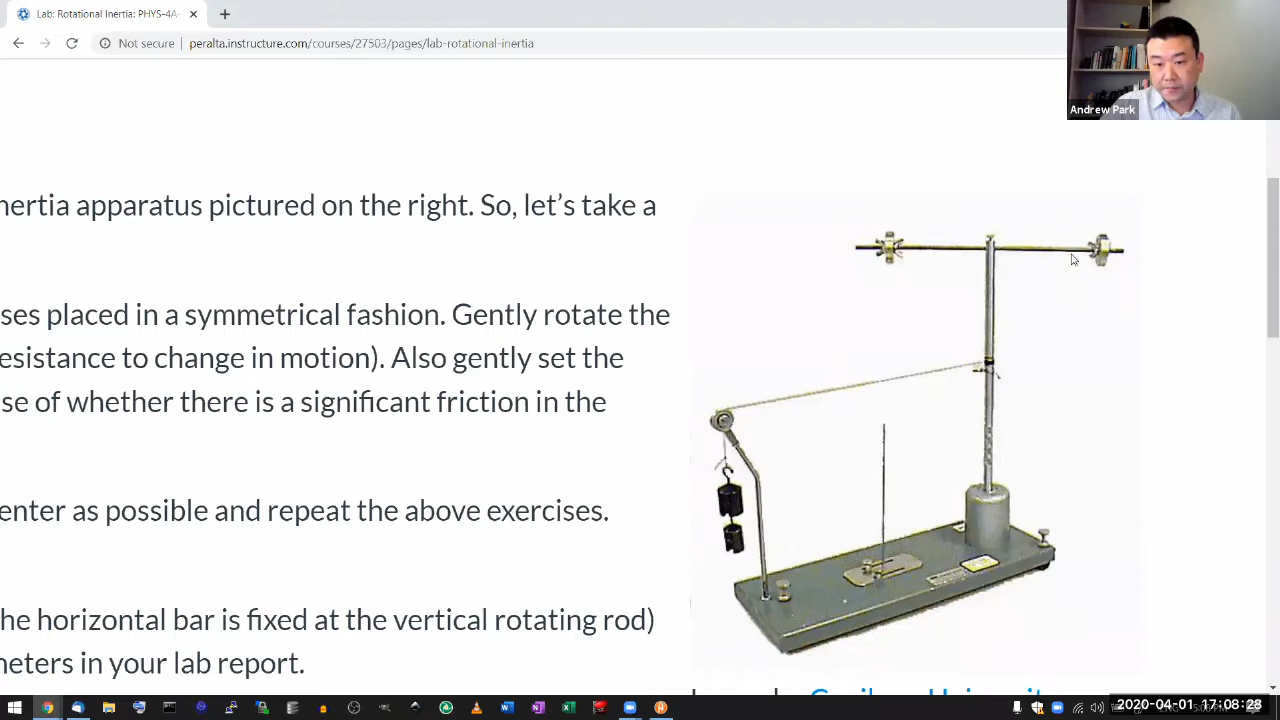 Lab: Rotational Inertia: PHYS-4A-
Not secure
peralta.instructure.com/courses/27503/pages/lab-rotational-inertia
Andrew Park
nertia apparatus pictured on the right. So, let’s take a
ses placed in a symmetrical fashion. Gently rotate the
esistance to change in motion). Also gently set the
se of whether there is a significant friction in the
enter as possible and repeat the above exercises.
he horizontal bar is fixed at the vertical rotating rod)
neters in your lab report.
2020-04-01 17:08:28